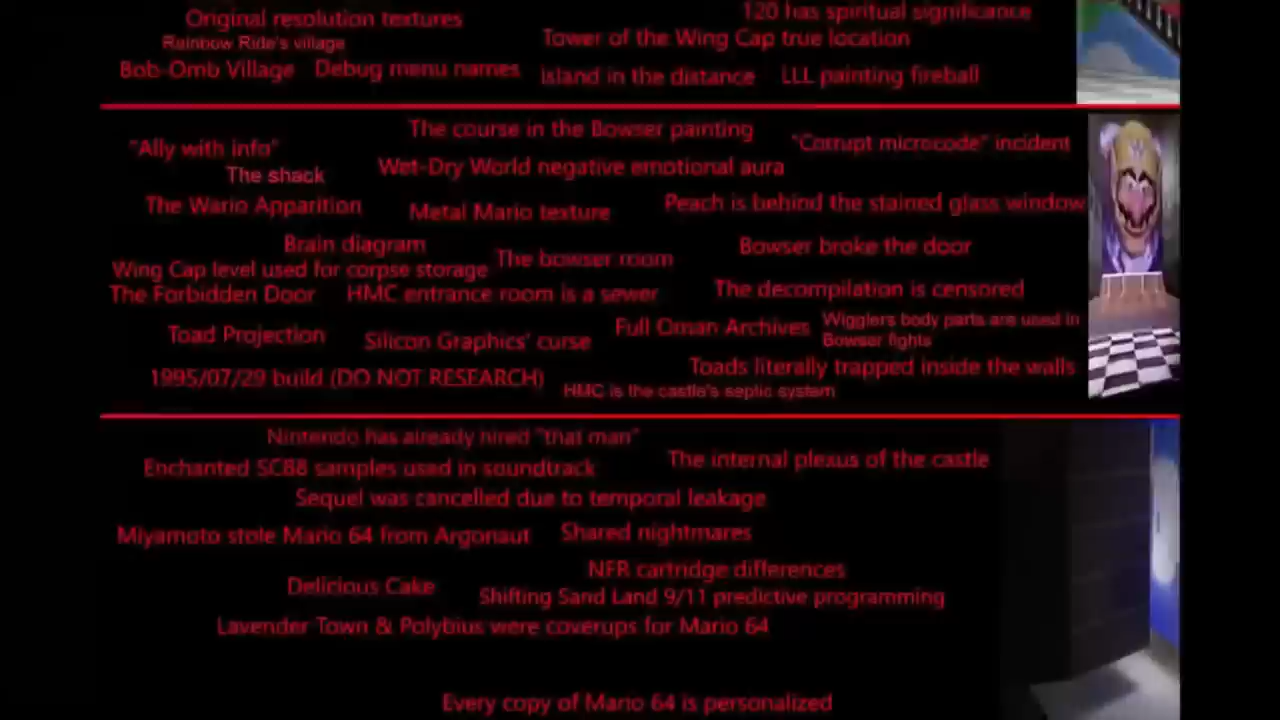 Original resolution textures
120 has spiritual significance
Rainbow Ride's village
Tower of the Wing Cap true location
Bob-Omb Village
Debug menu names
Island in the distance
LLL painting fireball
The course in the Bowser painting
"Corrupt microcode" incident
"Ally with info"
Wet-Dry World negative emotional aura
The shack
The Wario Apparition
Metal Mario texture
Peach is behind the stained glass window
Brain diagram
The bowser room
Bowser broke the door
Wing Cap level used for corpse storage
The Forbidden Door
HMC entrance room is a sewer
The decompilation is censored
Toad Projection
Silicon Graphics' curse
Full Oman Archives
Wigglers body parts are used in
Bowser fights
1995/07/29 build (DO NOT RESEARCH)
Toads literally trapped inside the walls
HMC is the castle's septic system
Nintendo has already hired "that man"
Enchanted SC88 samples used in soundtrack
The internal plexus of the castle
Sequel was cancelled due to temporal leakage
Miyamoto stole Mario 64 from Argonaut
Shared nightmares
NFR cartridge differences
Delicious Cake
Shifting Sand Land 9/11 predictive programming
Lavender Town & Polybius were coverups for Mario 64
Every copy of Mario 64 is personalized